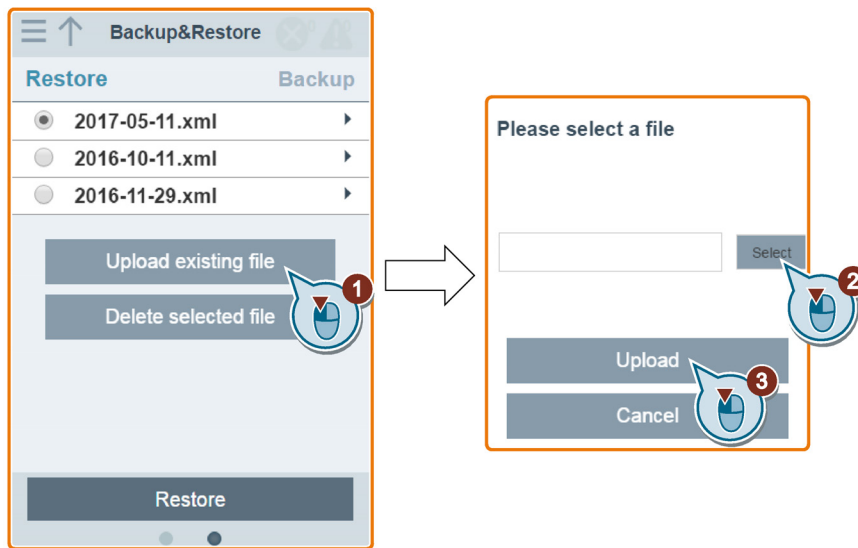 Backup&Restore
Restore Backup
2017-05-11.xml
2016-10-11.xml
2016-11-29.xml
Upload existing file
1
Delete selected file
Restore
Please select a file
Select
2
Upload
3
Cancel